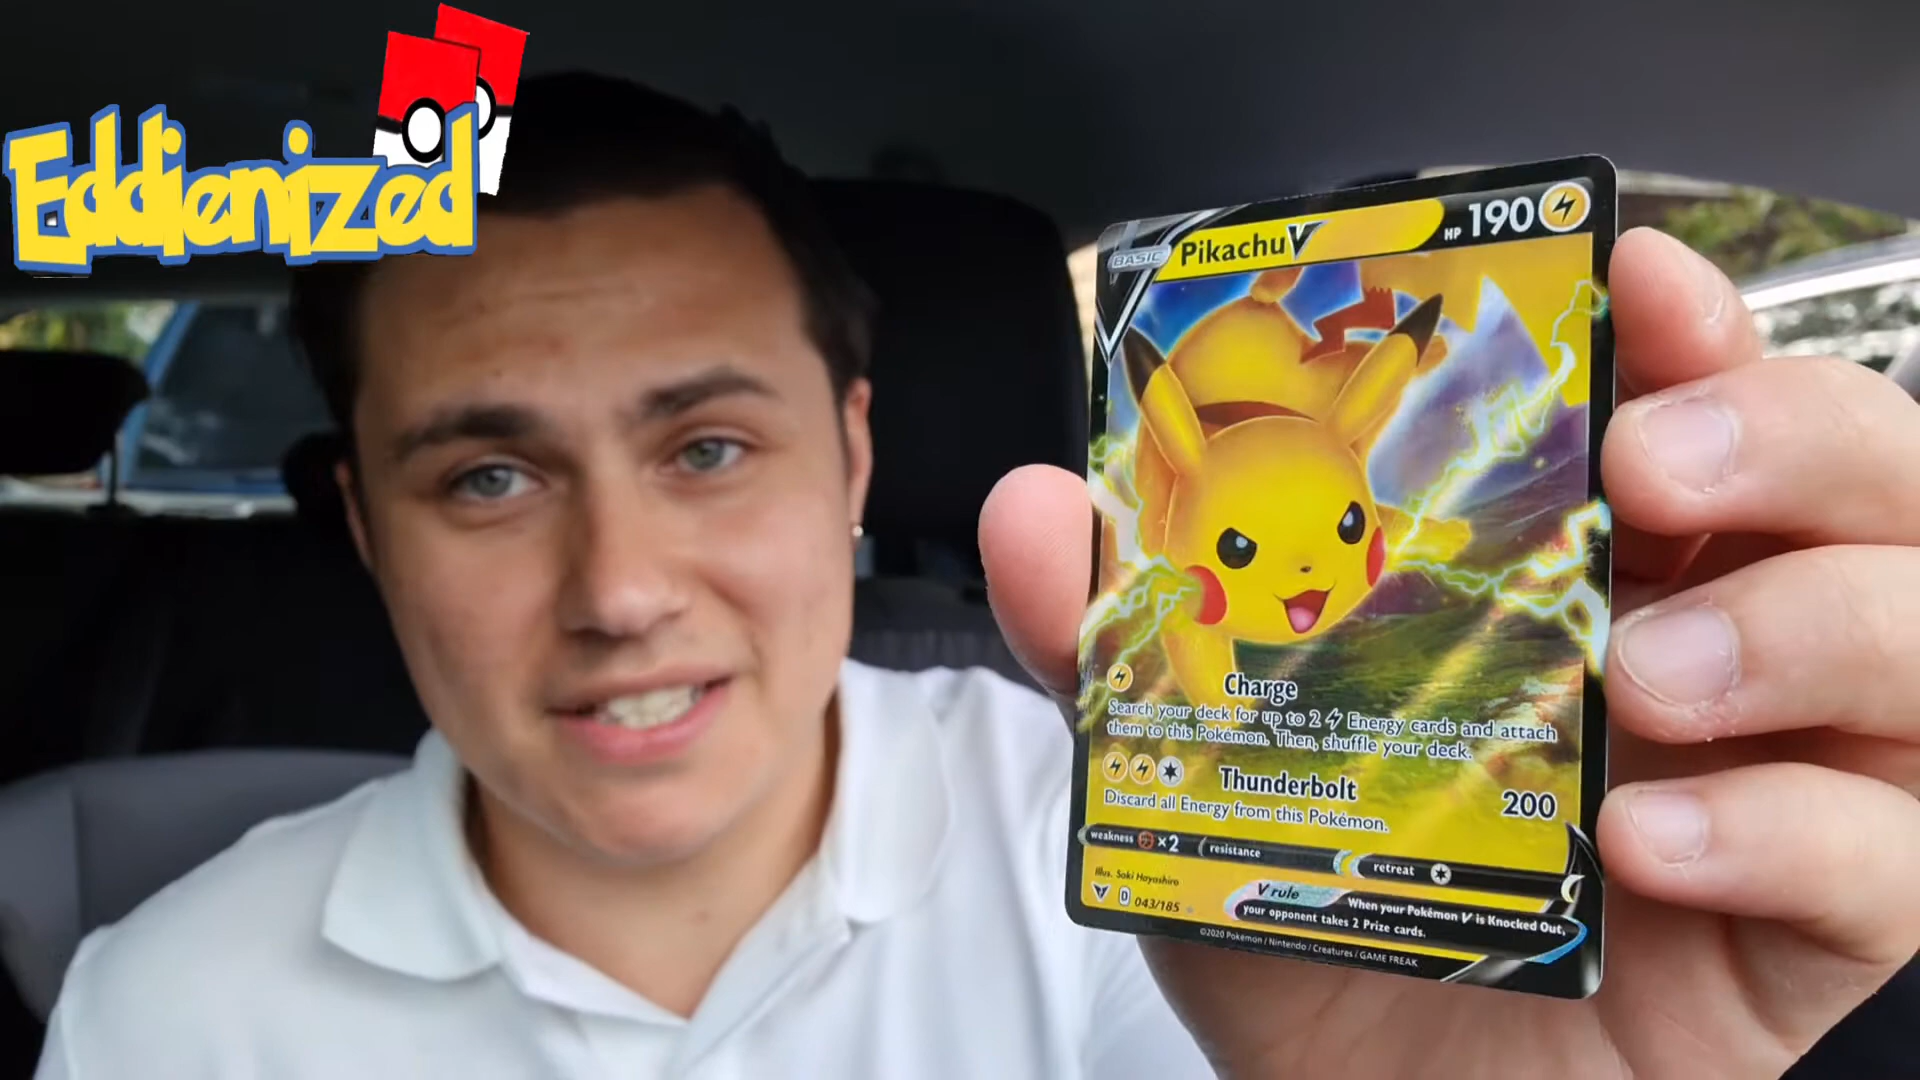 Eddienized
BASIC
Pikachu V
HP 190
Charge
Search your deck for up to 2 Energy cards and attach
them to this Pokémon. Then, shuffle your deck.
Thunderbolt 200
Discard all Energy from this Pokémon.
weakness ×2 resistance retreat
Illus. Saki Hayashiro
D 043/185
V rule When your Pokémon V is Knocked Out,
your opponent takes 2 Prize cards.
©2020 Pokémon / Nintendo / Creatures / GAME FREAK